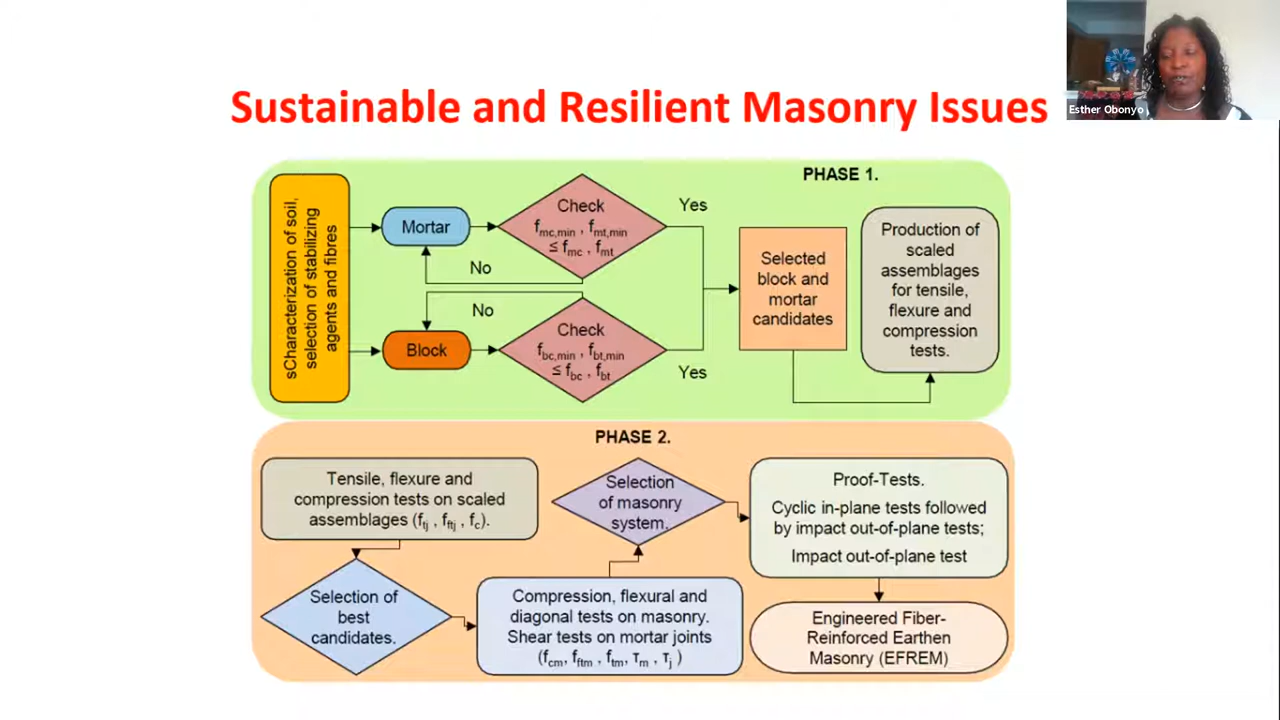 Sustainable and Resilient Masonry Issues
Esther Obonyo
PHASE 1.
sCharacterization of soil,
selection of stabilizing
agents and fibres
Mortar
Check
fmc,min , fmt,min
≤ fmc , fmt
Yes
No
Block
No
Check
fbc,min , fbt,min
≤ fbc , fbt
Yes
Selected
block and
mortar
candidates
Production of
scaled
assemblages
for tensile,
flexure and
compression
tests.
PHASE 2.
Tensile, flexure and
compression tests on scaled
assemblages (ftj , fftj , fc).
Selection of
best
candidates.
Compression, flexural and
diagonal tests on masonry.
Shear tests on mortar joints
(fcm, fftm , ftm, τm , τj )
Selection
of masonry
system.
Proof-Tests.
Cyclic in-plane tests followed
by impact out-of-plane tests;
Impact out-of-plane test
Engineered Fiber-
Reinforced Earthen
Masonry (EFREM)